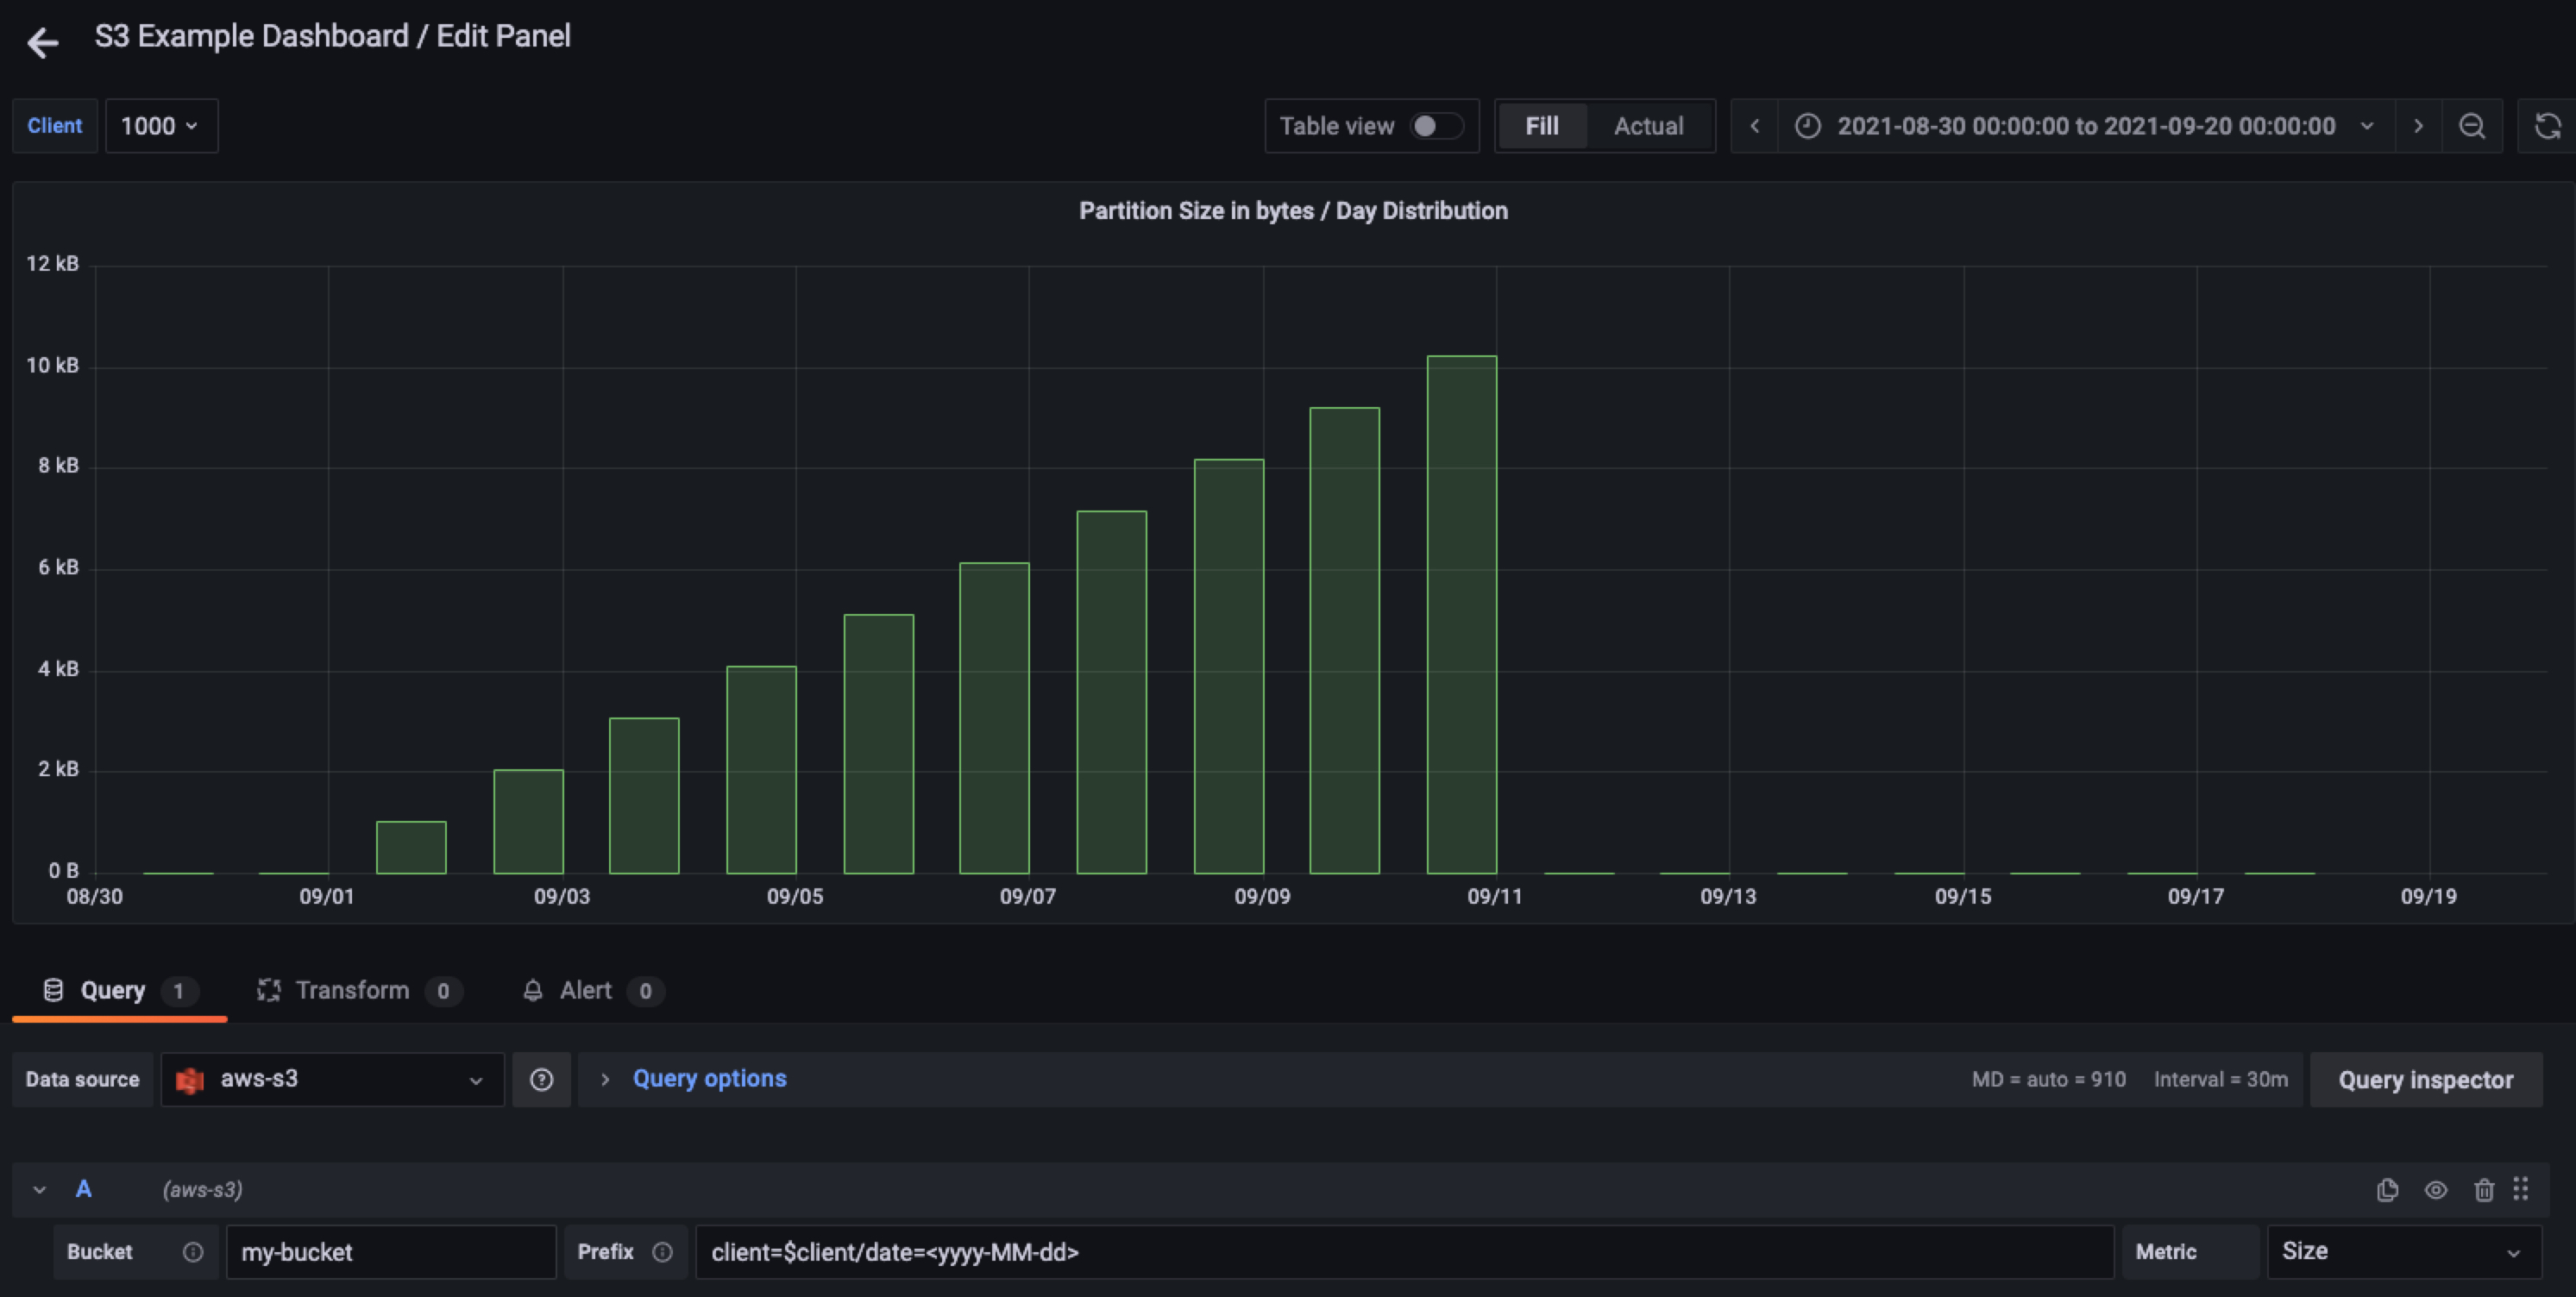 S3 Example Dashboard / Edit Panel
Client 1000 Table view Fill Actual 2021-08-30 00:00:00 to 2021-09-20 00:00:00
Partition Size in bytes / Day Distribution
12 kB
10 kB
8 kB
6 kB
4 kB
2 kB
0 B
08/30 09/01 09/03 09/05 09/07 09/09 09/11 09/13 09/15 09/17 09/19
Query 1 Transform 0 Alert 0
Data source aws-s3 Query options MD = auto = 910 Interval = 30m Query inspector
A (aws-s3)
Bucket my-bucket Prefix client=$client/date=<yyyy-MM-dd> Metric Size